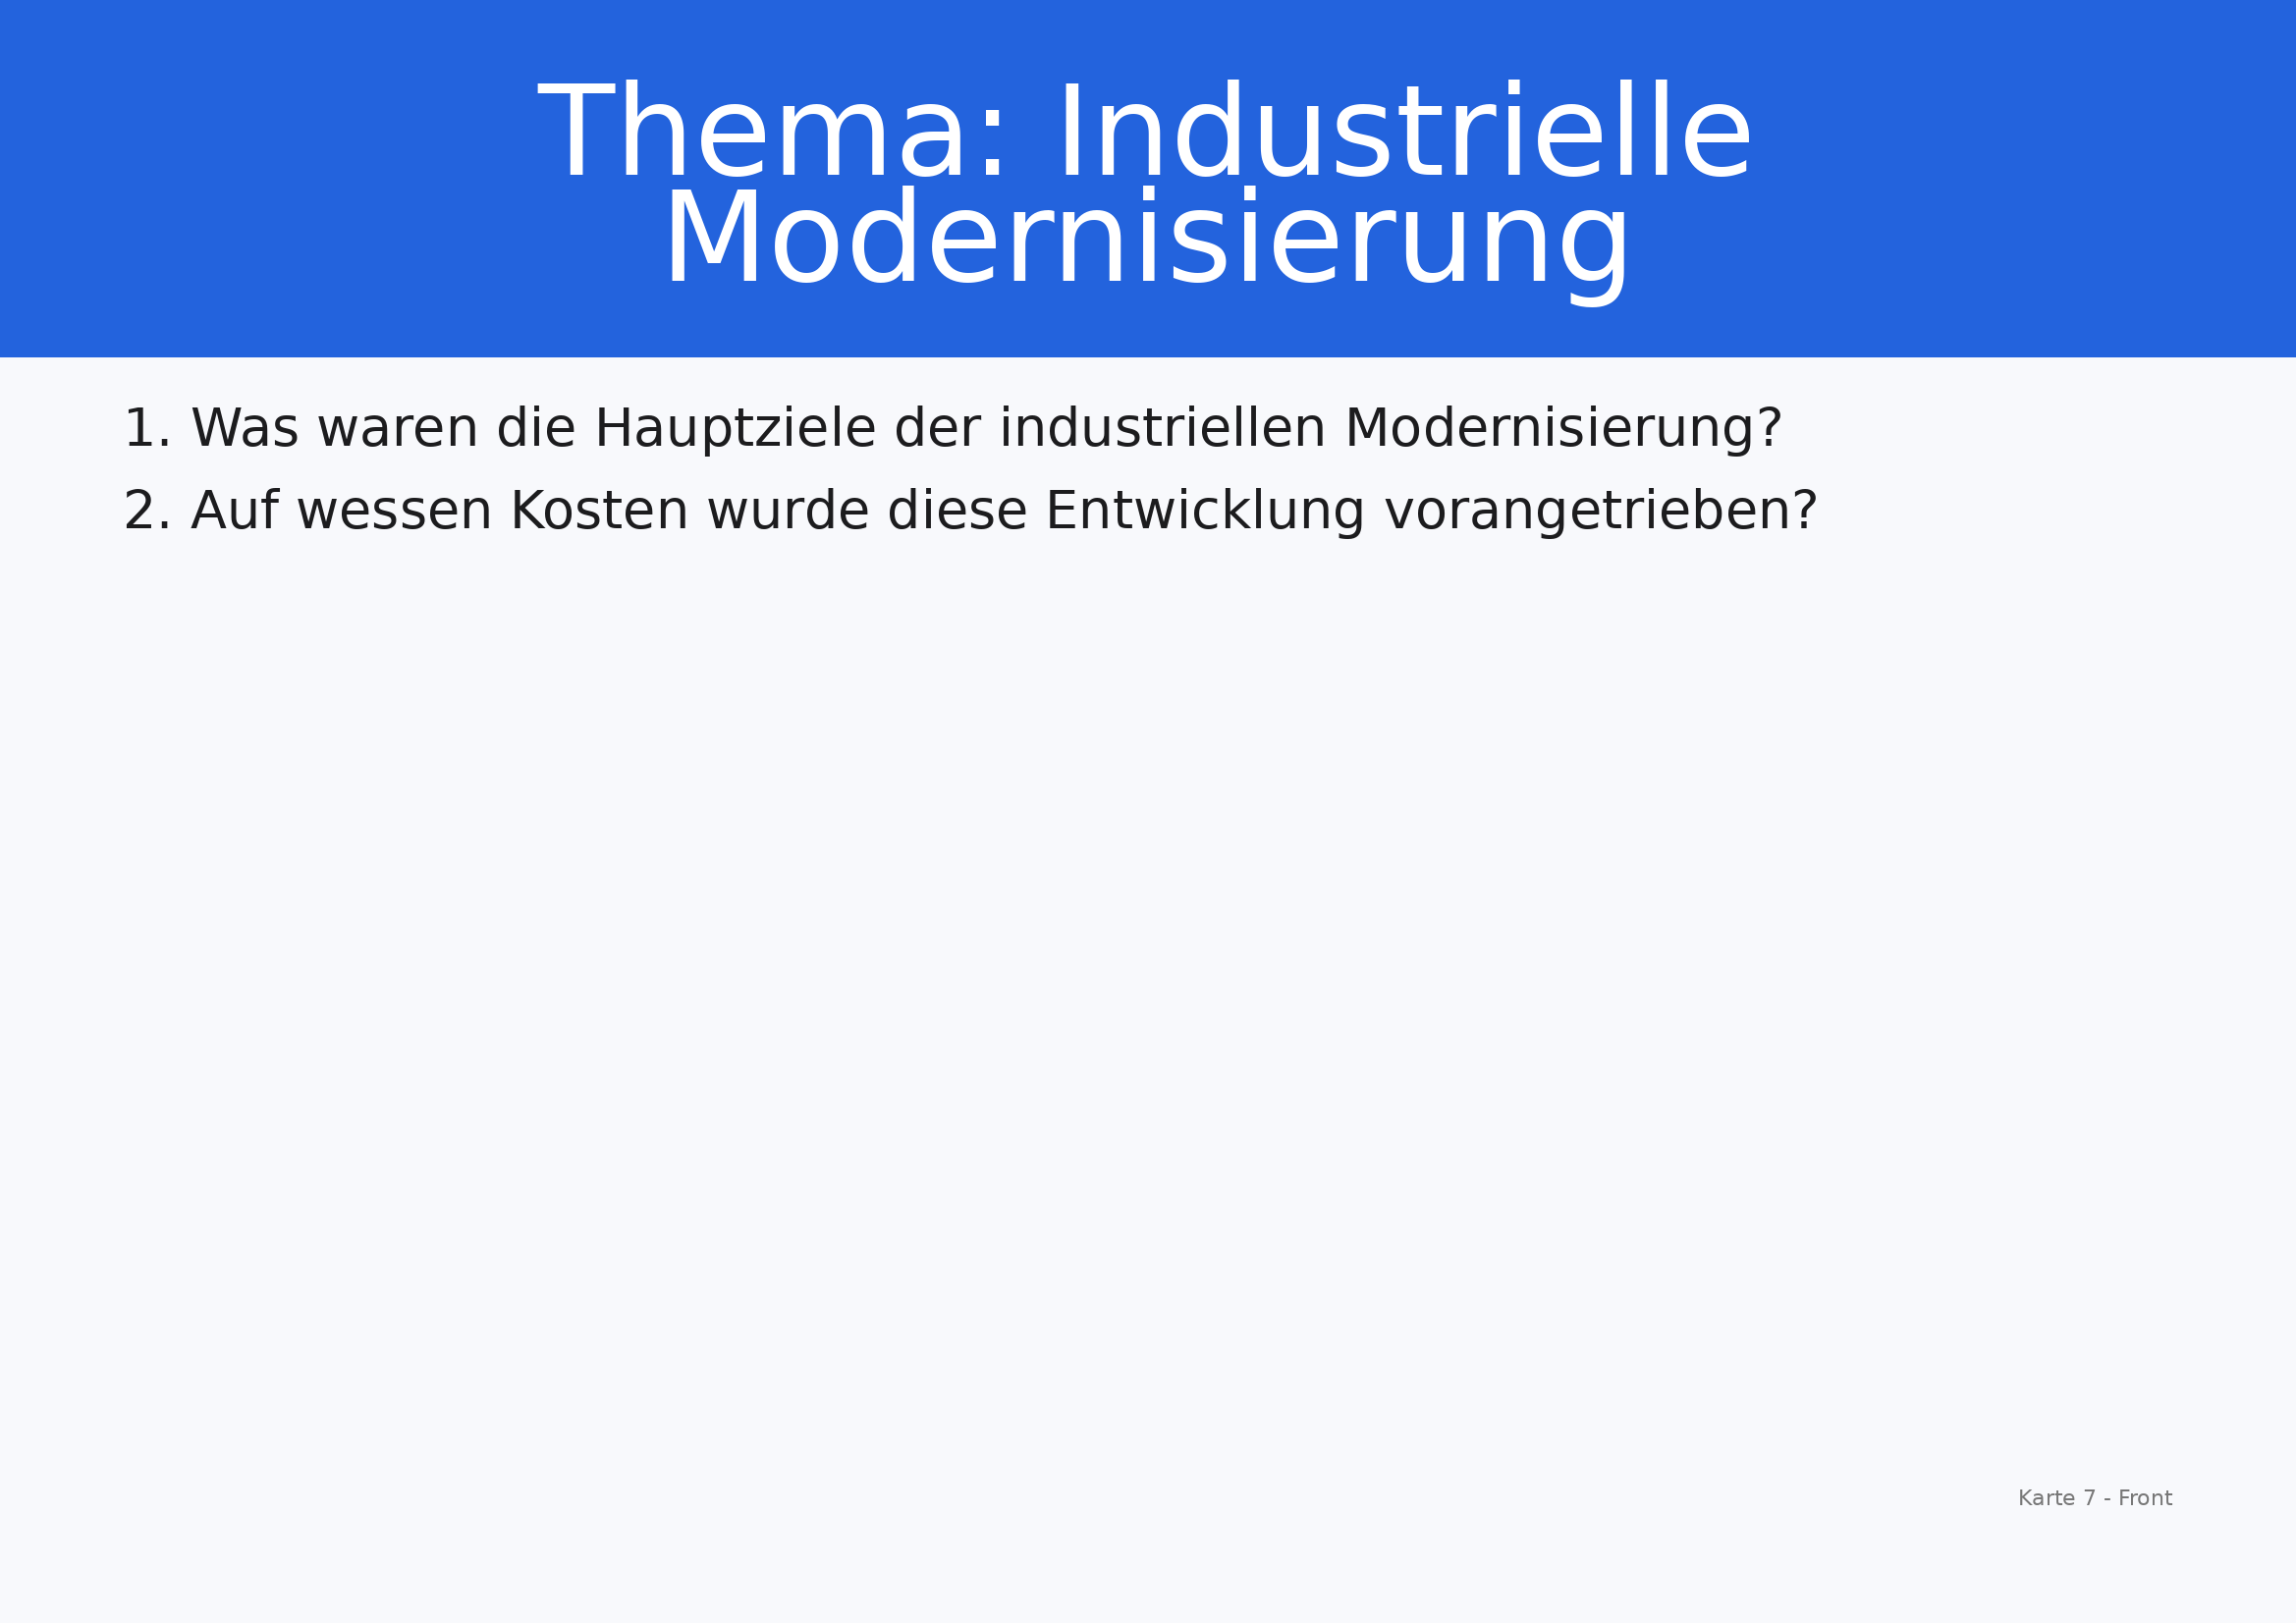 Thema: Industrielle
Modernisierung
1. Was waren die Hauptziele der industriellen Modernisierung?
2. Auf wessen Kosten wurde diese Entwicklung vorangetrieben?
Karte 7 - Front